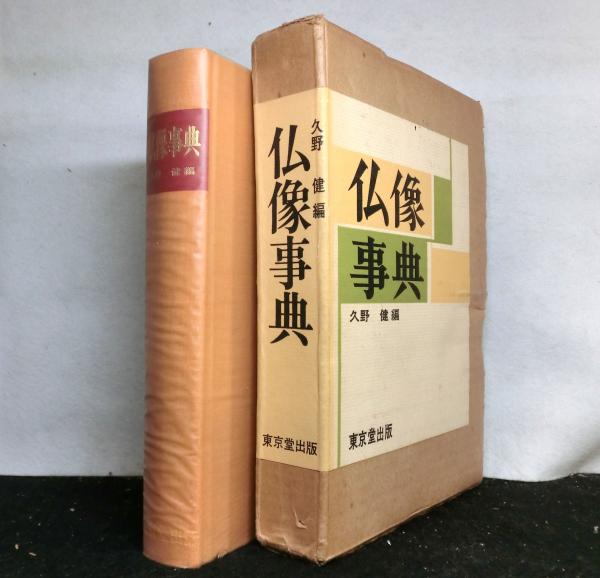 像事典
健 編
久野 健 編
仏像事典
東京堂出版
仏像
事典
久野 健 編
東京堂出版